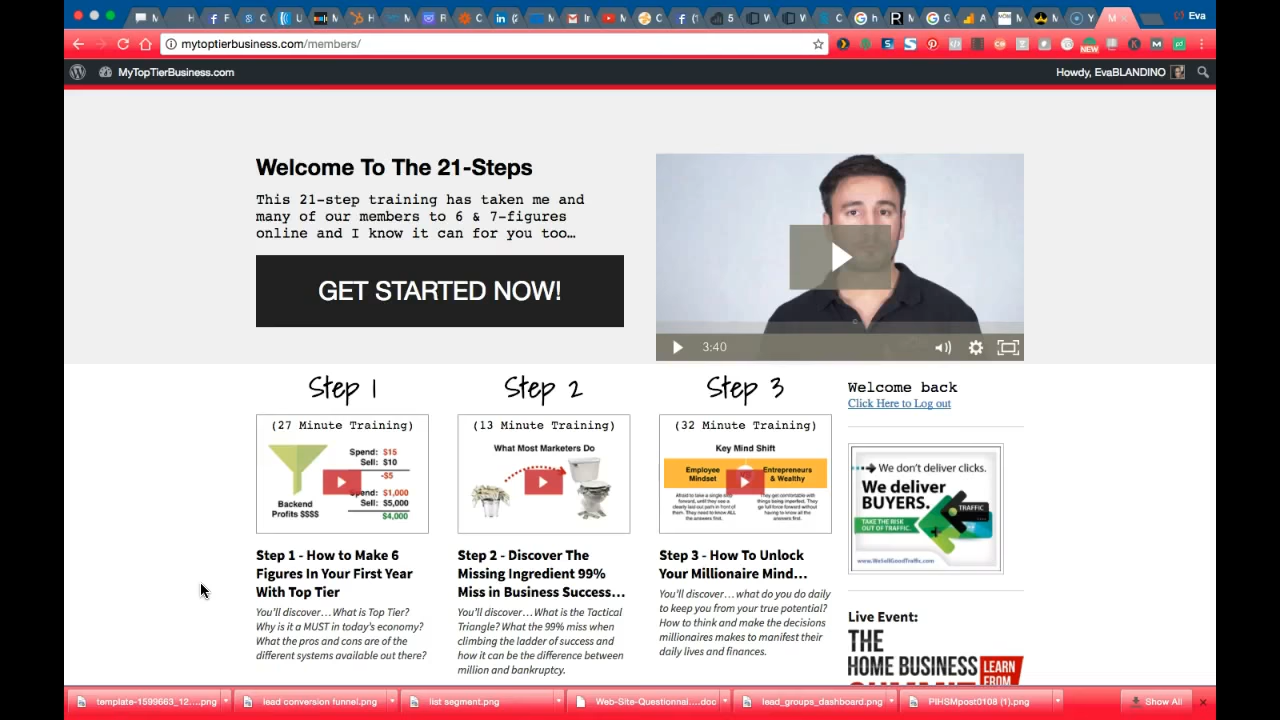 Eva
mytoptierbusiness.com/members/
NEW
MyTopTierBusiness.com
Howdy, EvaBLANDINO
Welcome To The 21-Steps
This 21-step training has taken me and
many of our members to 6 & 7-figures
online and I know it can for you too…
GET STARTED NOW!
3:40
Step 1
Step 2
Step 3
Welcome back
Click Here to Log out
(27 Minute Training)
Spend: $15
Sell: $10
-$5
Spend: $1,000
Sell: $5,000
$4,000
Backend
Profits $$$$
(13 Minute Training)
What Most Marketers Do
(32 Minute Training)
Key Mind Shift
Employee
Mindset
Entrepreneurs
& Wealthy
We don't deliver clicks.
We deliver
BUYERS.
TRAFFIC
TAKE THE RISK
OUT OF TRAFFIC.
Step 1 - How to Make 6
Figures In Your First Year
With Top Tier
You'll discover…What is Top Tier?
Why is it a MUST in today's economy?
What the pros and cons are of the
different systems available out there?
Step 2 - Discover The
Missing Ingredient 99%
Miss in Business Success…
You'll discover…What is the Tactical
Triangle? What the 99% miss when
climbing the ladder of success and
how it can be the difference between
million and bankruptcy.
Step 3 - How To Unlock
Your Millionaire Mind…
You'll discover…what do you do daily
to keep you from your true potential?
How to think and make the decisions
millionaires makes to manifest their
daily lives and finances.
Live Event:
THE
HOME BUSINESS
LEARN
FROM
template-1599663_12....png
lead conversion funnel.png
list segment.png
Web-Site-Questionnal....doc
lead_groups_dashboard.png
PIHSMpost0108 (1).png
Show All